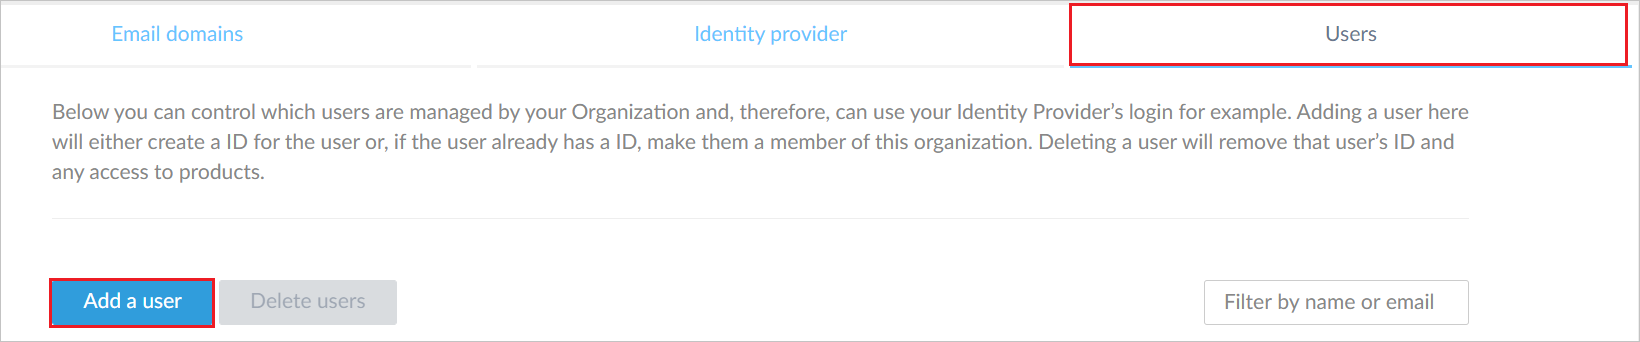 Email domains
Identity provider
Users
Below you can control which users are managed by your Organization and, therefore, can use your Identity Provider’s login for example. Adding a user here
will either create a ID for the user or, if the user already has a ID, make them a member of this organization. Deleting a user will remove that user’s ID and
any access to products.
Add a user
Delete users
Filter by name or email